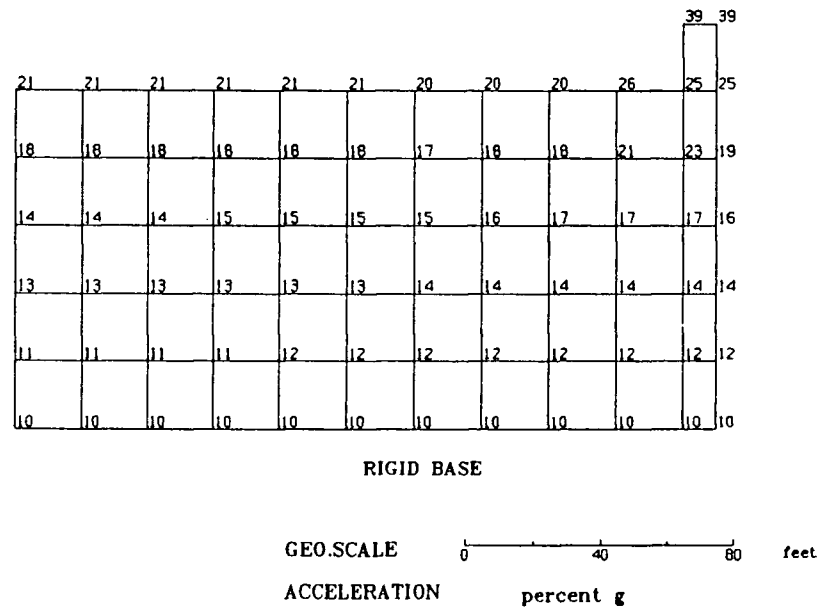 39 39
21 21 21 21 21 21 20 20 20 26 25 25
18 18 18 18 18 18 17 18 18 21 23 19
14 14 14 15 15 15 15 16 17 17 17 16
13 13 13 13 13 13 14 14 14 14 14 14
11 11 11 11 12 12 12 12 12 12 12 12
10 10 10 10 10 10 10 10 10 10 10 10
RIGID BASE
GEO.SCALE 0 40 80 feet
ACCELERATION percent g